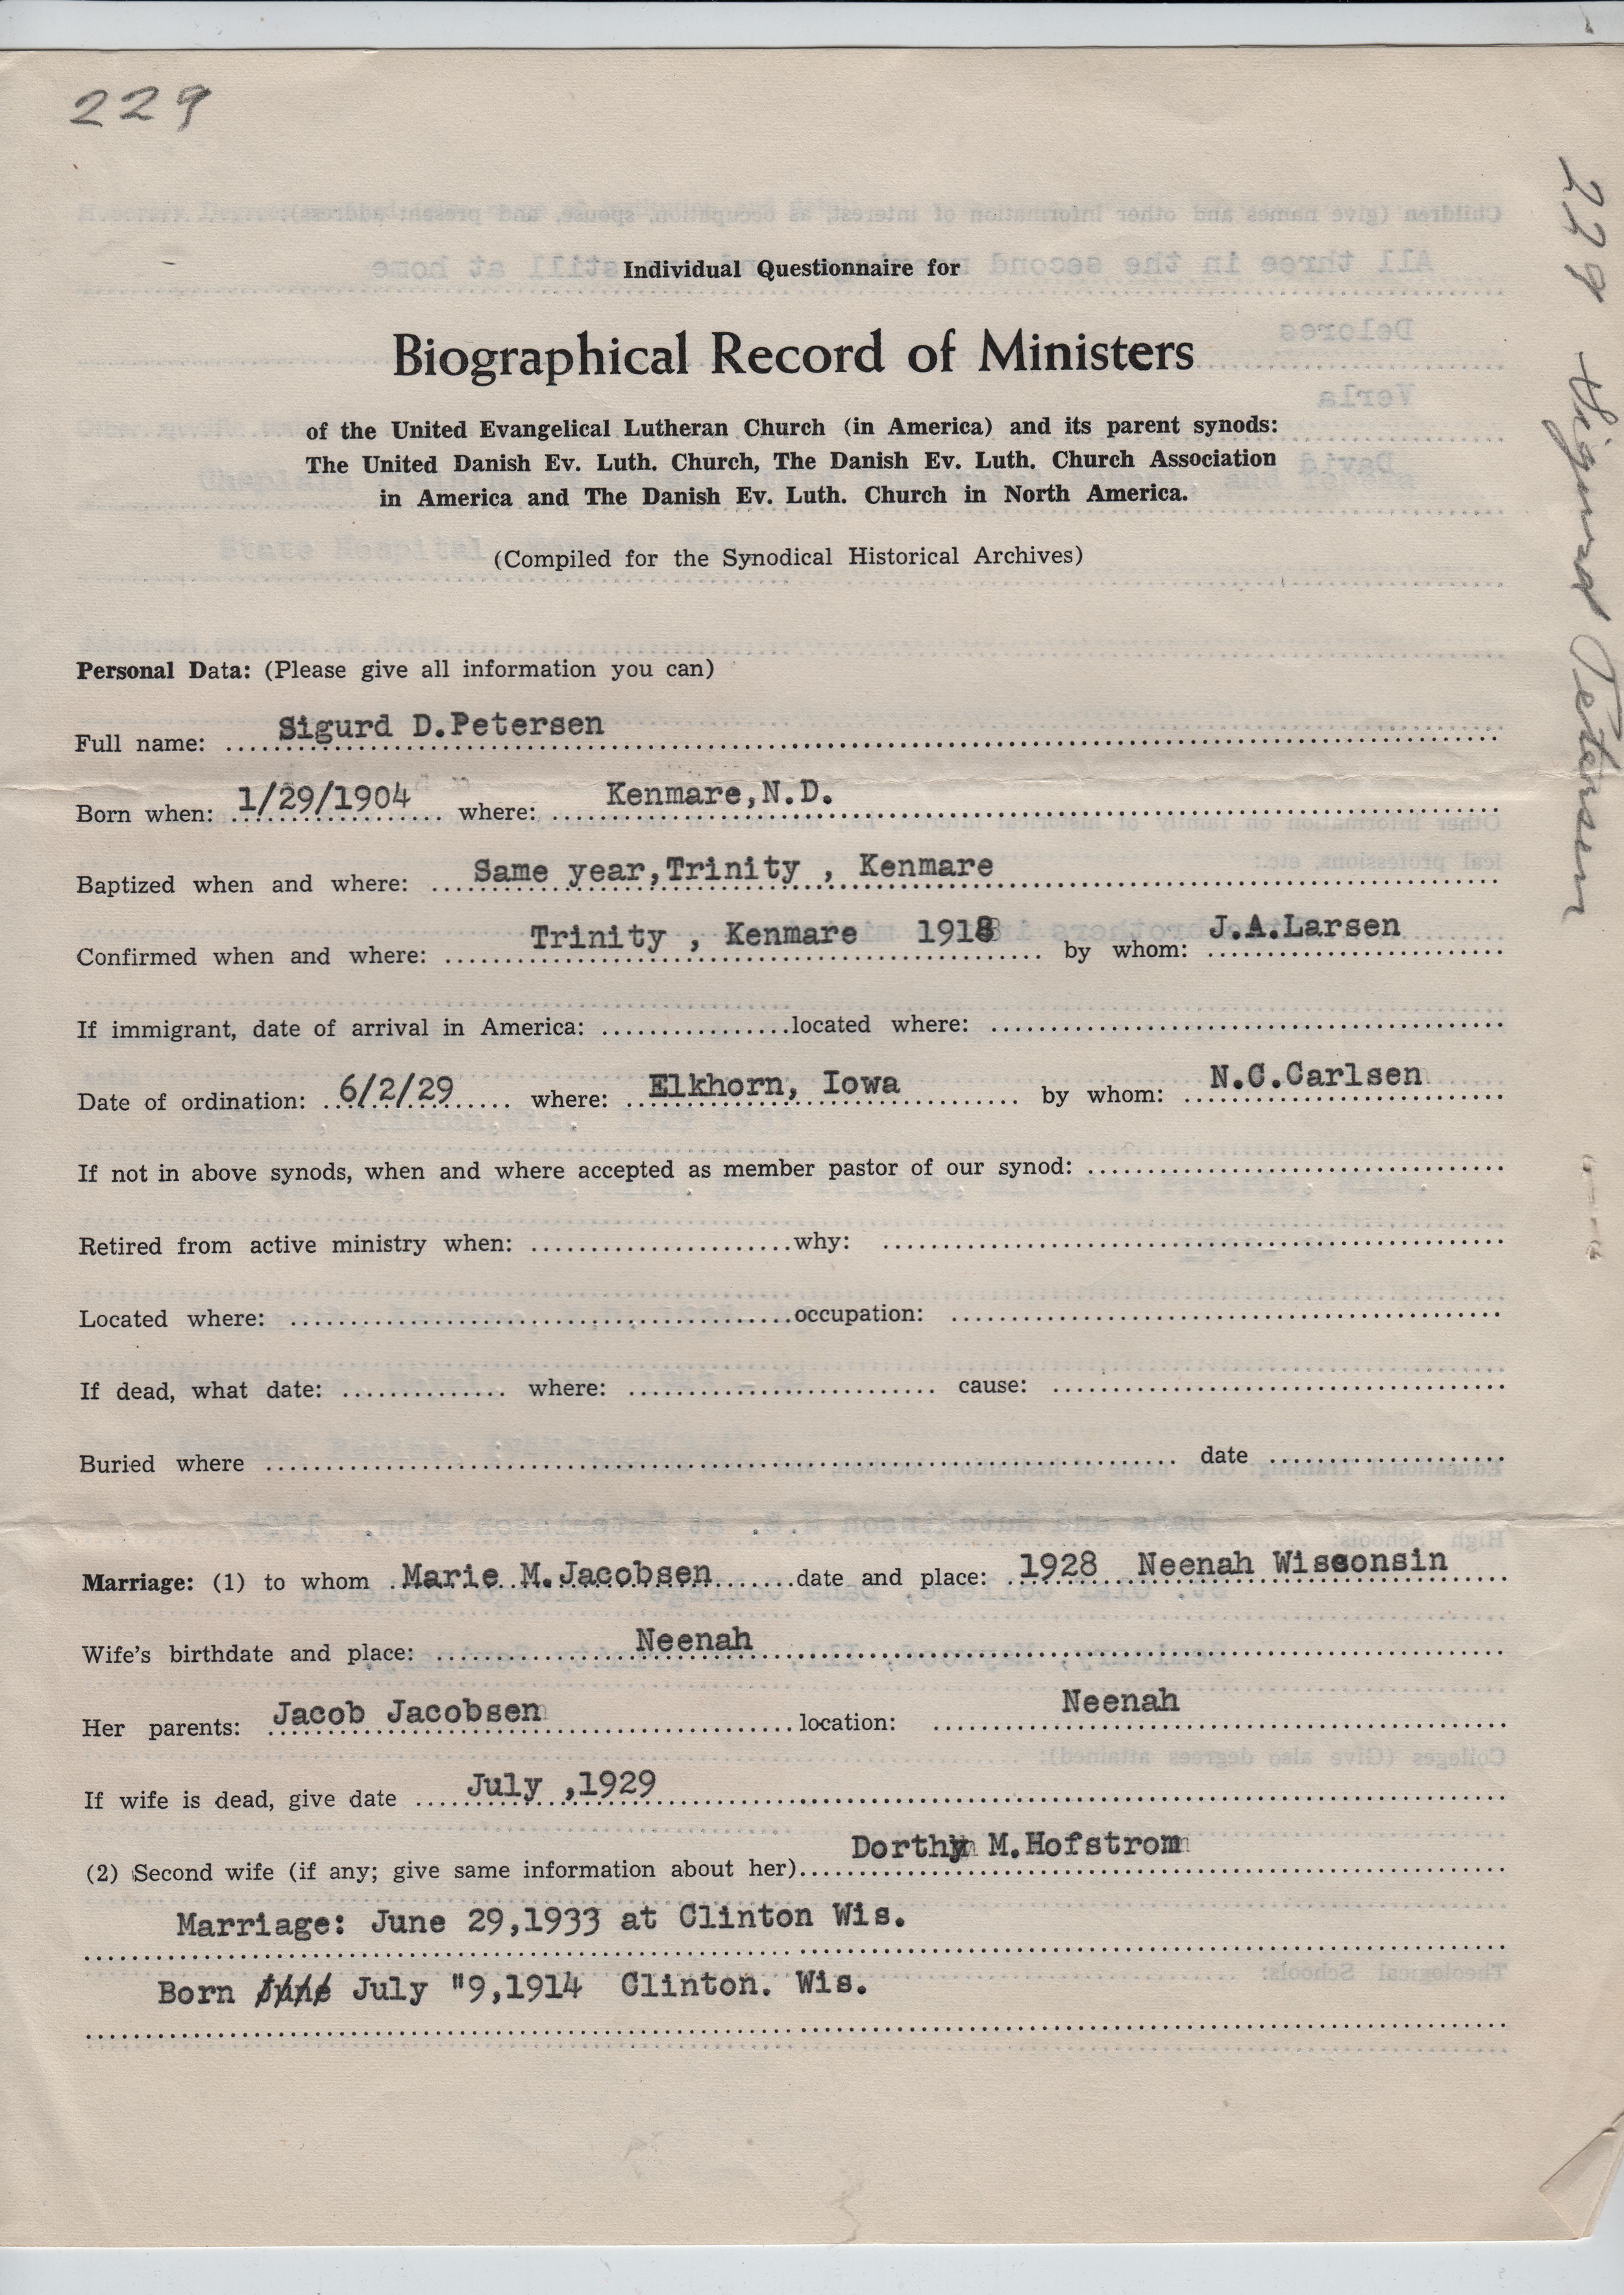 229
Individual Questionnaire for
Biographical Record of Ministers
of the United Evangelical Lutheran Church (in America) and its parent synods:
The United Danish Ev. Luth. Church, The Danish Ev. Luth. Church Association
in America and The Danish Ev. Luth. Church in North America.
(Compiled for the Synodical Historical Archives)
Personal Data: (Please give all information you can)
Full name: Sigurd D.Petersen
Born when: 1/29/1904 where: Kenmare,N.D.
Baptized when and where: Same year,Trinity , Kenmare
Confirmed when and where: Trinity , Kenmare 1918 by whom: J.A.Larsen
If immigrant, date of arrival in America: located where:
Date of ordination: 6/2/29 where: Elkhorn, Iowa by whom: N.C.Carlsen
If not in above synods, when and where accepted as member pastor of our synod:
Retired from active ministry when: why:
Located where: occupation:
If dead, what date: where: cause:
Buried where date
Marriage: (1) to whom Marie M.Jacobsen date and place: 1928 Neenah Wissonsin
Wife's birthdate and place: Neenah
Her parents: Jacob Jacobsen location: Neenah
If wife is dead, give date July ,1929
(2) Second wife (if any; give same information about her) Dorthy M.Hofstrom
Marriage: June 29,1933 at Clinton Wis.
Born June July "9,1914 Clinton. Wis.
229 Sigurd Petersen